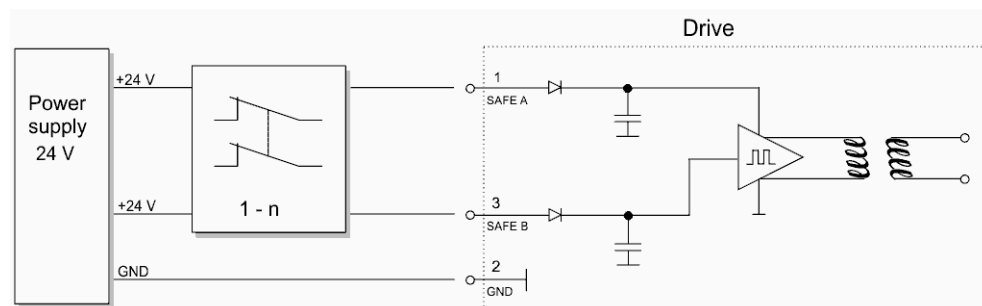 Drive
Power
supply
24 V
+24 V
1
SAFE A
1 - n
+24 V
3
SAFE B
GND
2
GND